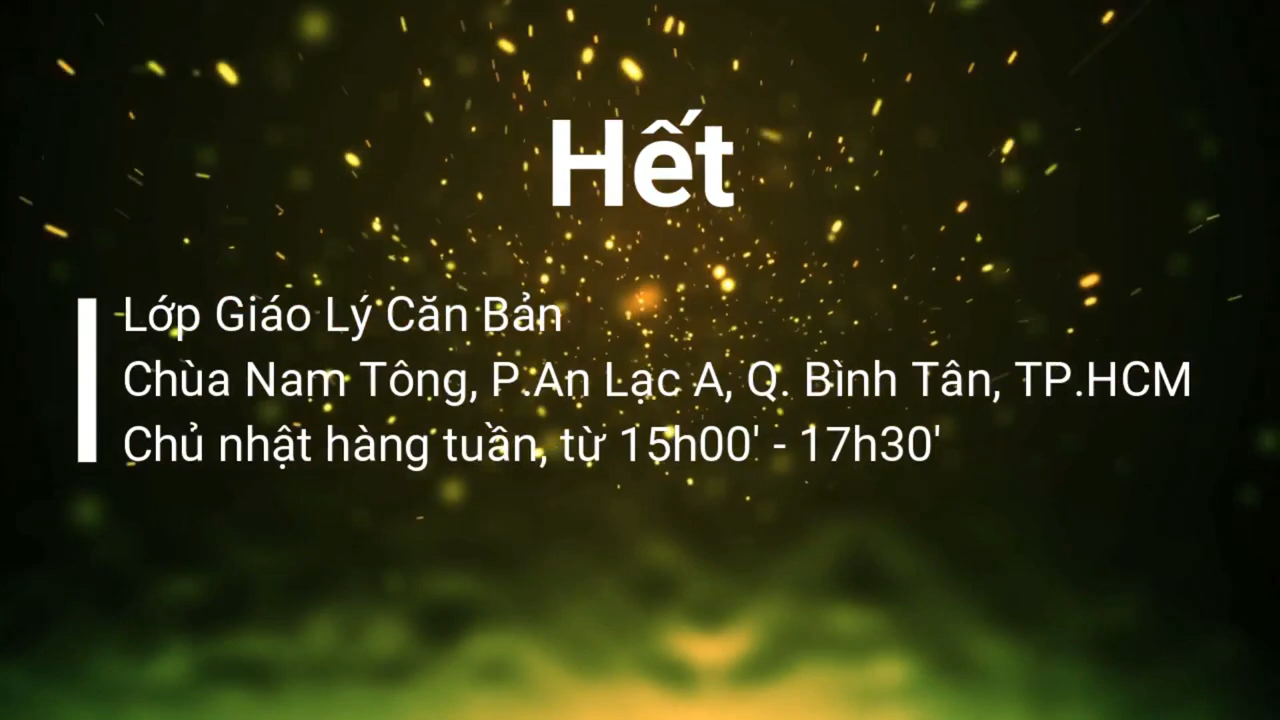 Hết
Lớp Giáo Lý Căn Bản
Chùa Nam Tông, P.An Lạc A, Q. Bình Tân, TP.HCM
Chủ nhật hàng tuần, từ 15h00' - 17h30'